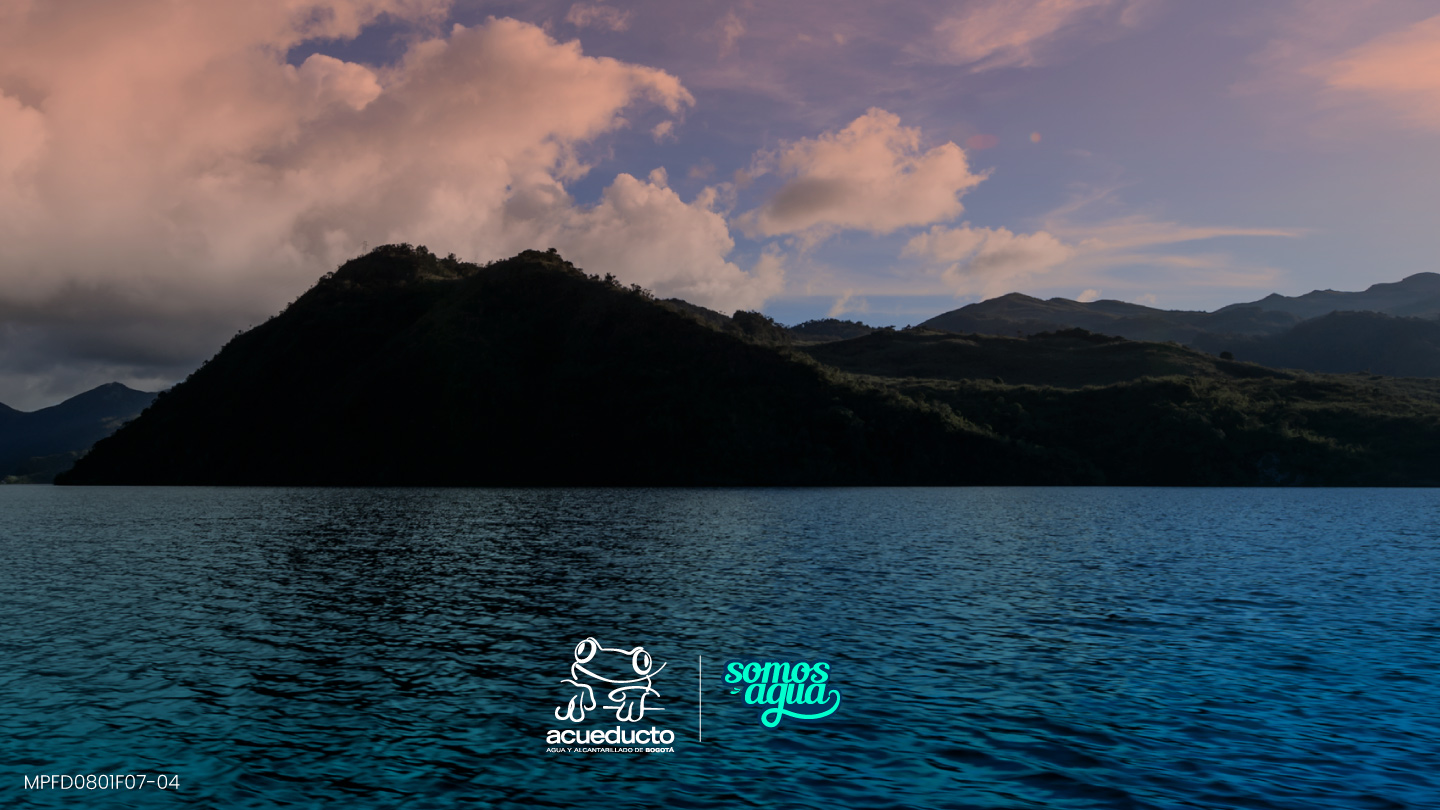 somos
agua
acueducto
AGUA Y ALCANTARILLADO DE BOGOTÁ
MPFD0801F07-04